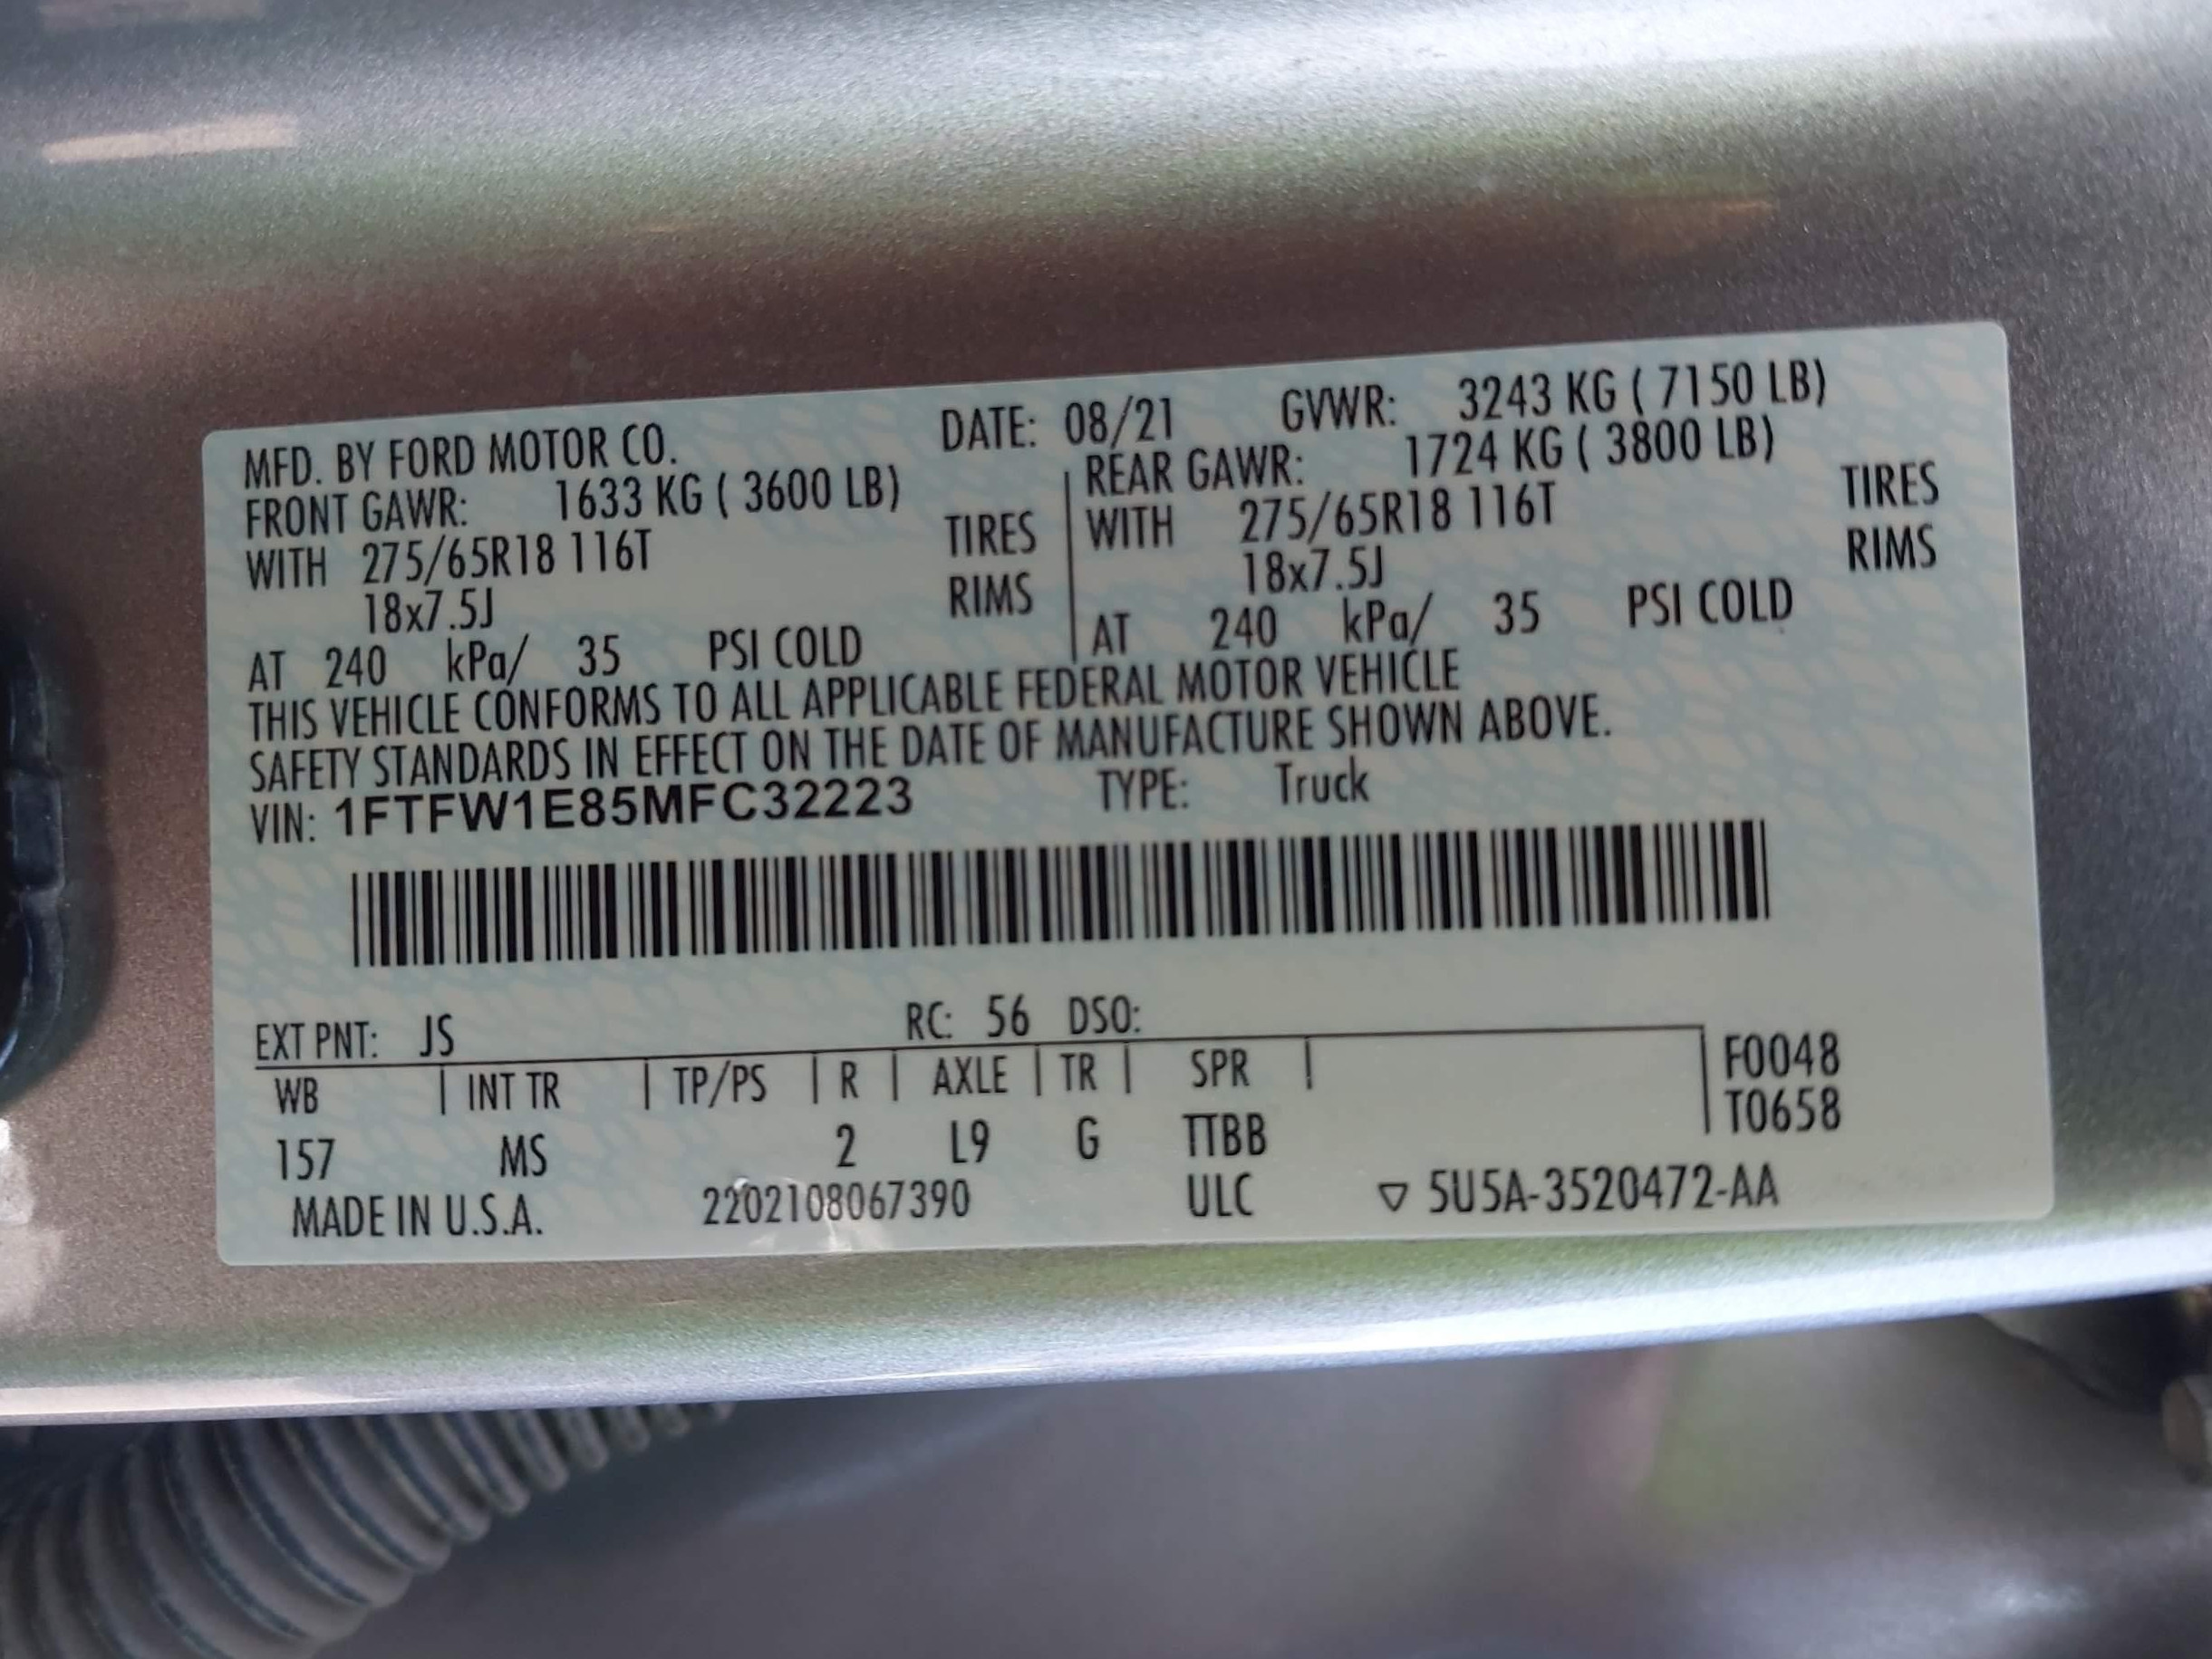 MFD. BY FORD MOTOR CO. DATE: 08/21 GVWR: 3243 KG ( 7150 LB)
FRONT GAWR: 1633 KG ( 3600 LB) REAR GAWR: 1724 KG ( 3800 LB)
WITH 275/65R18 116T TIRES WITH 275/65R18 116T TIRES
18x7.5J RIMS 18x7.5J RIMS
AT 240 kPa/ 35 PSI COLD AT 240 kPa/ 35 PSI COLD
THIS VEHICLE CONFORMS TO ALL APPLICABLE FEDERAL MOTOR VEHICLE
SAFETY STANDARDS IN EFFECT ON THE DATE OF MANUFACTURE SHOWN ABOVE.
VIN: 1FTFW1E85MFC32223 TYPE: Truck
EXT PNT: JS RC: 56 DSO:
WB | INT TR | TP/PS | R | AXLE | TR | SPR | F0048
T0658
157 MS 2 L9 G TTBB
MADE IN U.S.A. 2202108067390 ULC ▽ 5U5A-3520472-AA